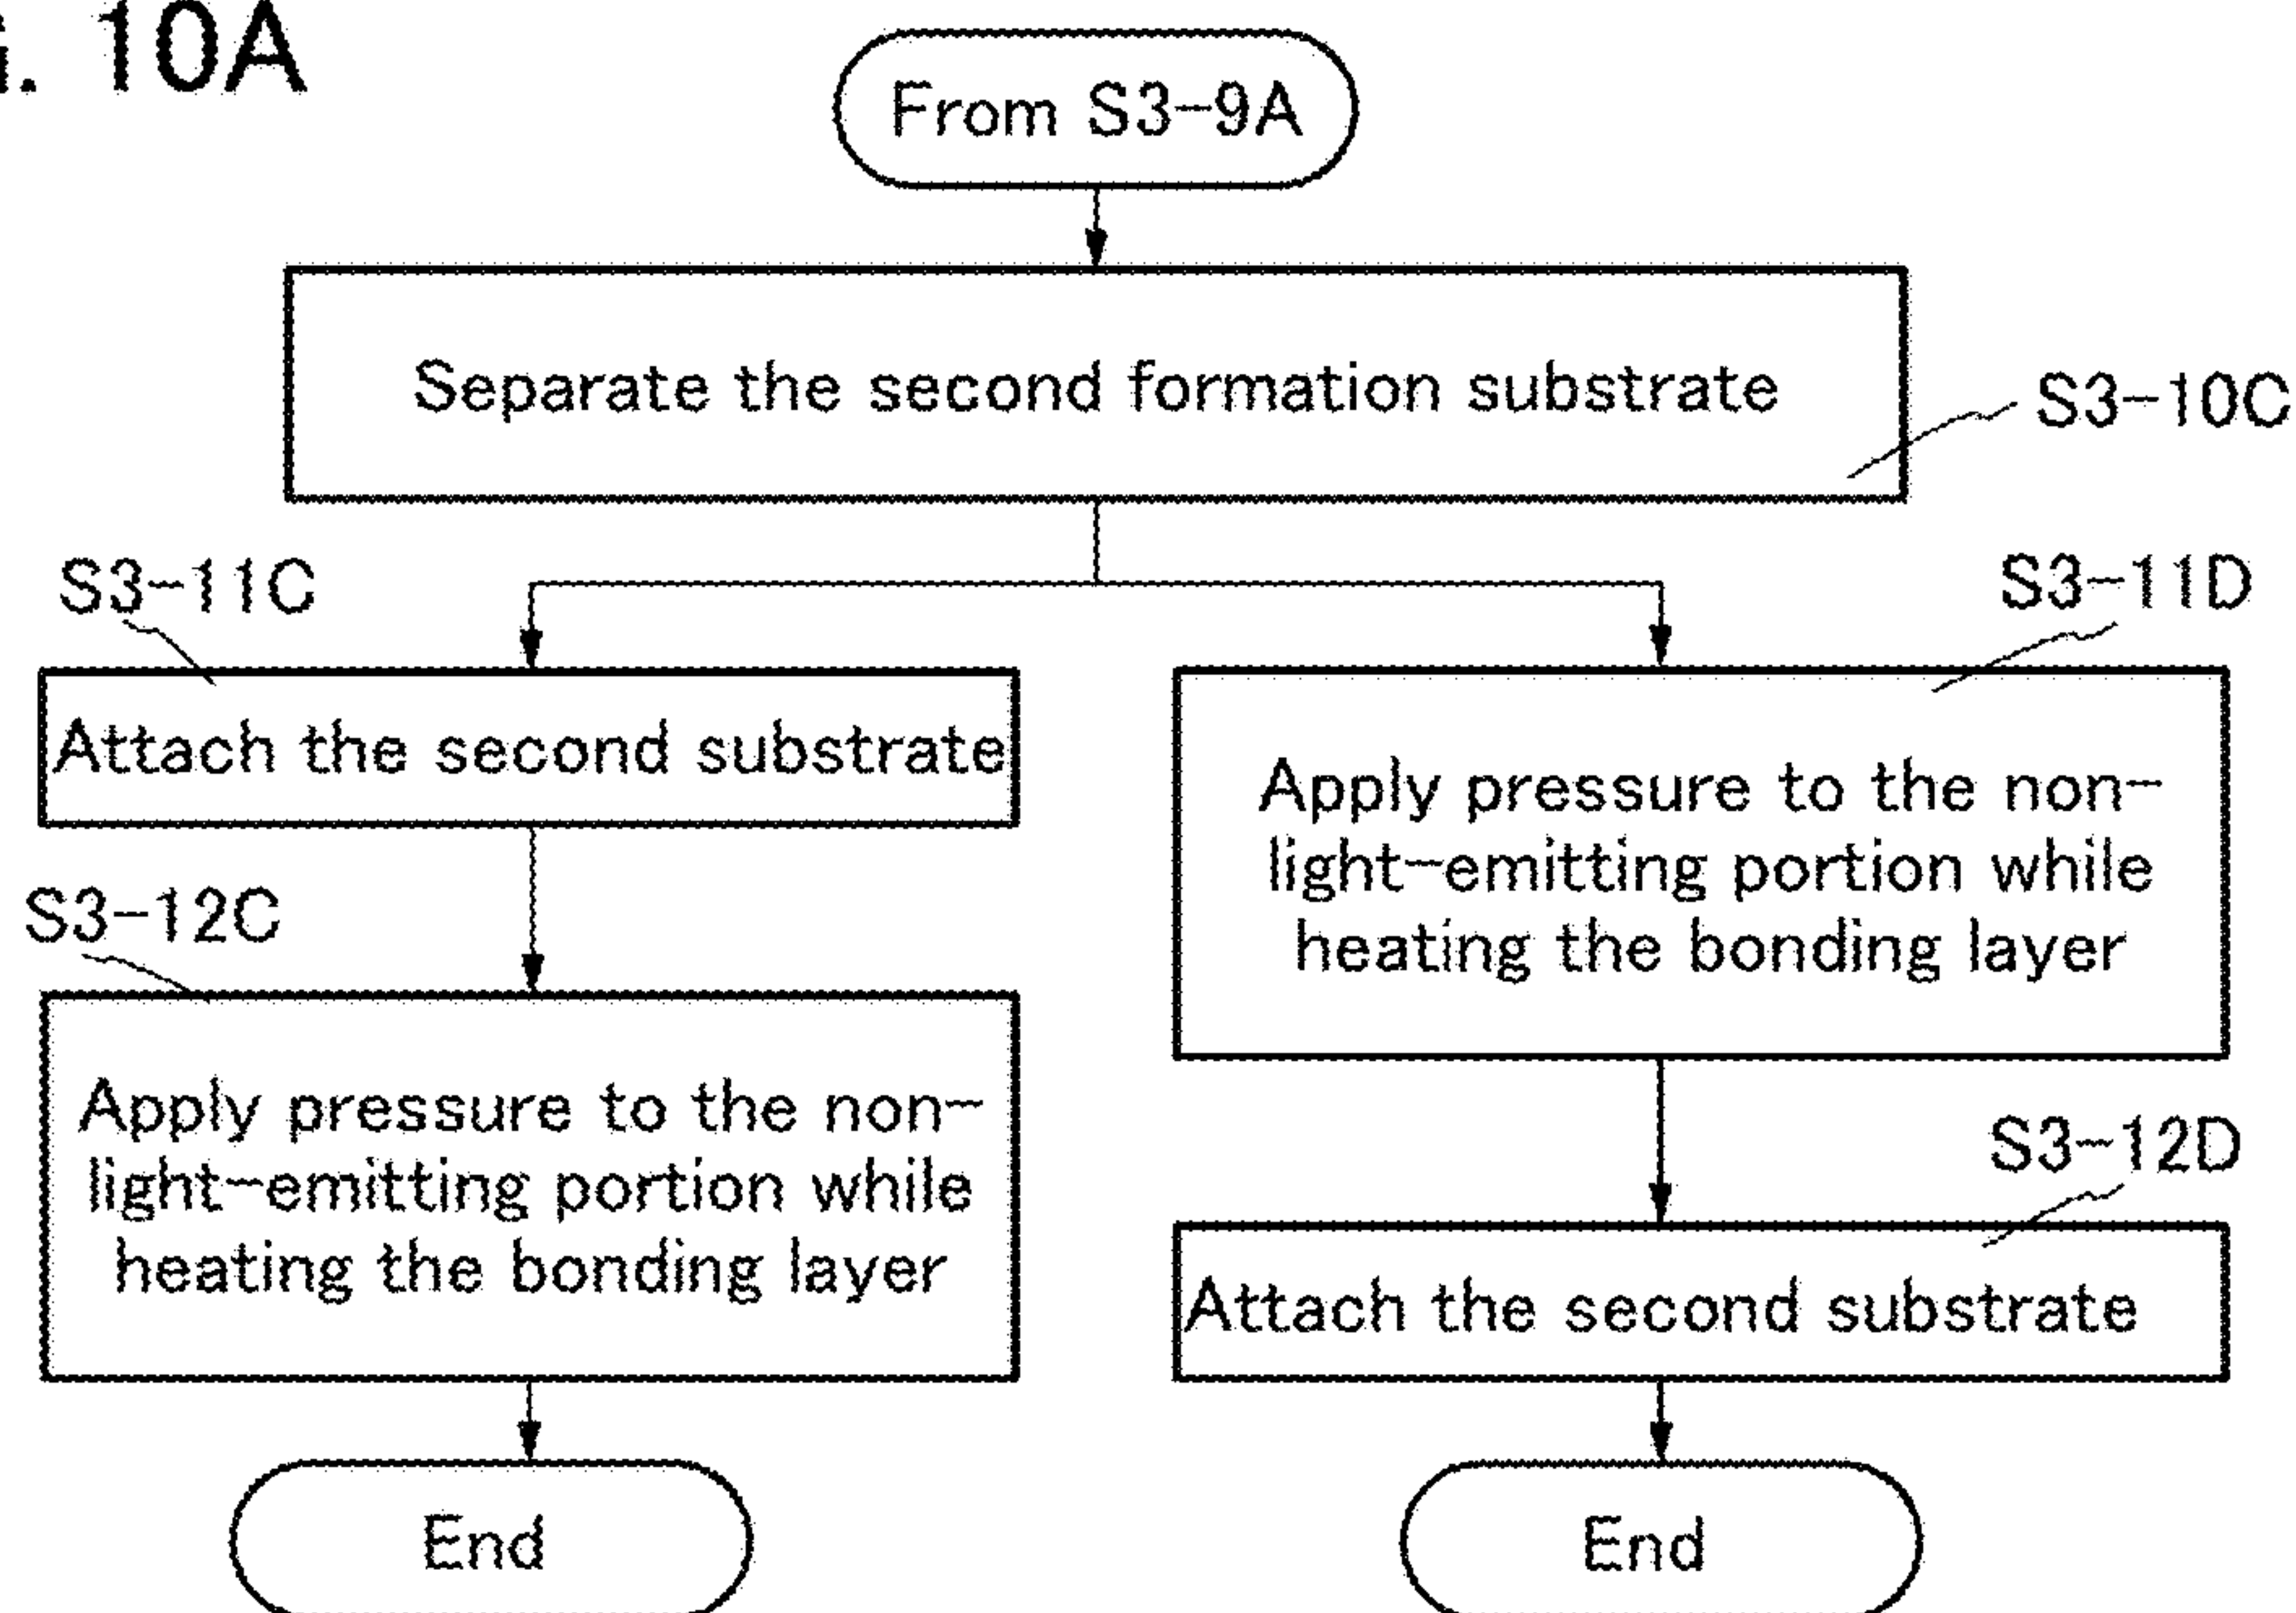 G. 10A
From S3-9A
Separate the second formation substrate
S3-10C
S3-11C
Attach the second substrate
S3-12C
Apply pressure to the non-
light-emitting portion while
heating the bonding layer
End
S3-11D
Apply pressure to the non-
light-emitting portion while
heating the bonding layer
S3-12D
Attach the second substrate
End